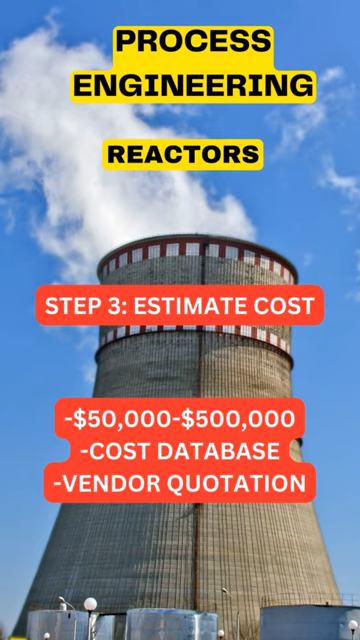 PROCESS
ENGINEERING
REACTORS
STEP 3: ESTIMATE COST
-$50,000-$500,000
-COST DATABASE
-VENDOR QUOTATION